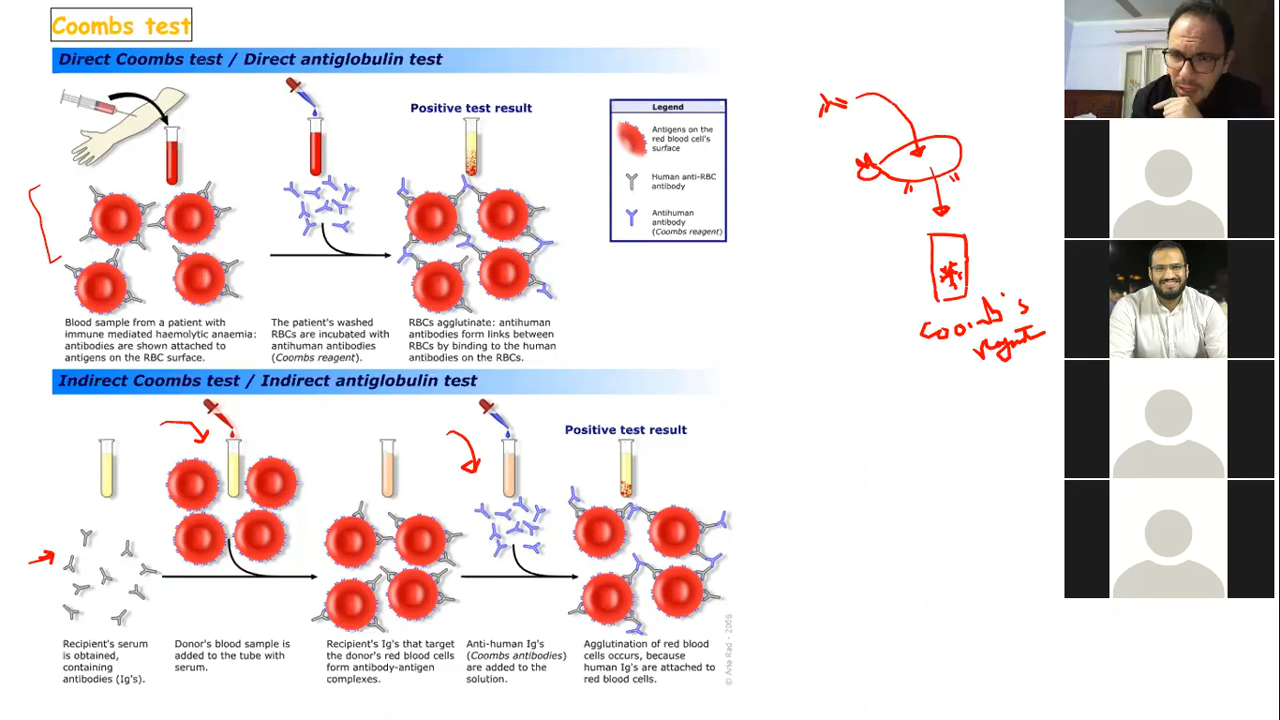 Coombs test
Direct Coombs test / Direct antiglobulin test
Positive test result
Legend
Antigens on the
red blood cell's
surface
Human anti-RBC
antibody
Antihuman
antibody
(Coombs reagent)
Blood sample from a patient with
immune mediated haemolytic anaemia:
antibodies are shown attached to
antigens on the RBC surface.
The patient's washed
RBCs are incubated with
antihuman antibodies
(Coombs reagent).
RBCs agglutinate: antihuman
antibodies form links between
RBCs by binding to the human
antibodies on the RBCs.
Coomb's
Indirect Coombs test / Indirect antiglobulin test
Positive test result
Recipient's serum
is obtained,
containing
antibodies (Ig's).
Donor's blood sample is
added to the tube with
serum.
Recipient's Ig's that target
the donor's red blood cells
form antibody-antigen
complexes.
Anti-human Ig's
(Coombs antibodies)
are added to the
solution.
Agglutination of red blood
cells occurs, because
human Ig's are attached to
red blood cells.
© Aria Rad - 2006